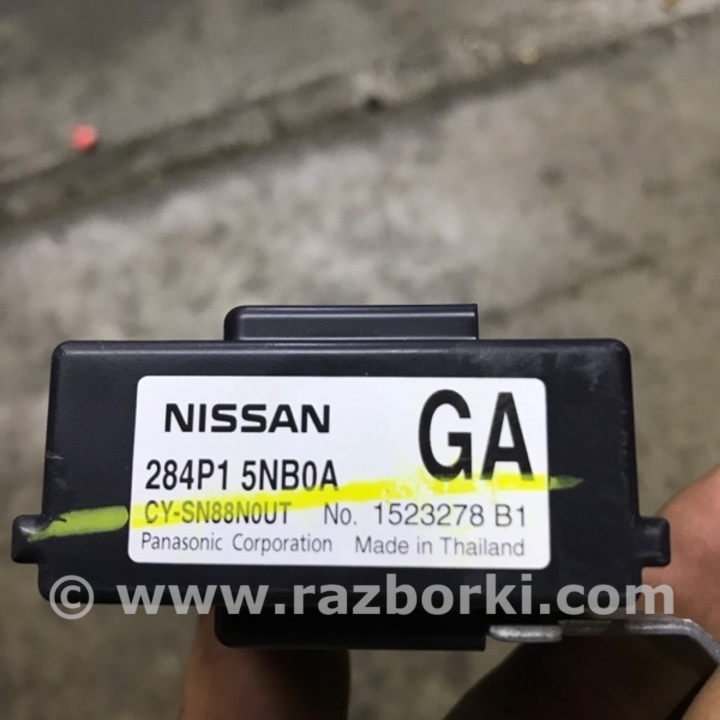 NISSAN GA
284P1 5NB0A
CY-SN88N0UT No. 1523278 B1
Panasonic Corporation Made in Thailand
© www.razborki.com